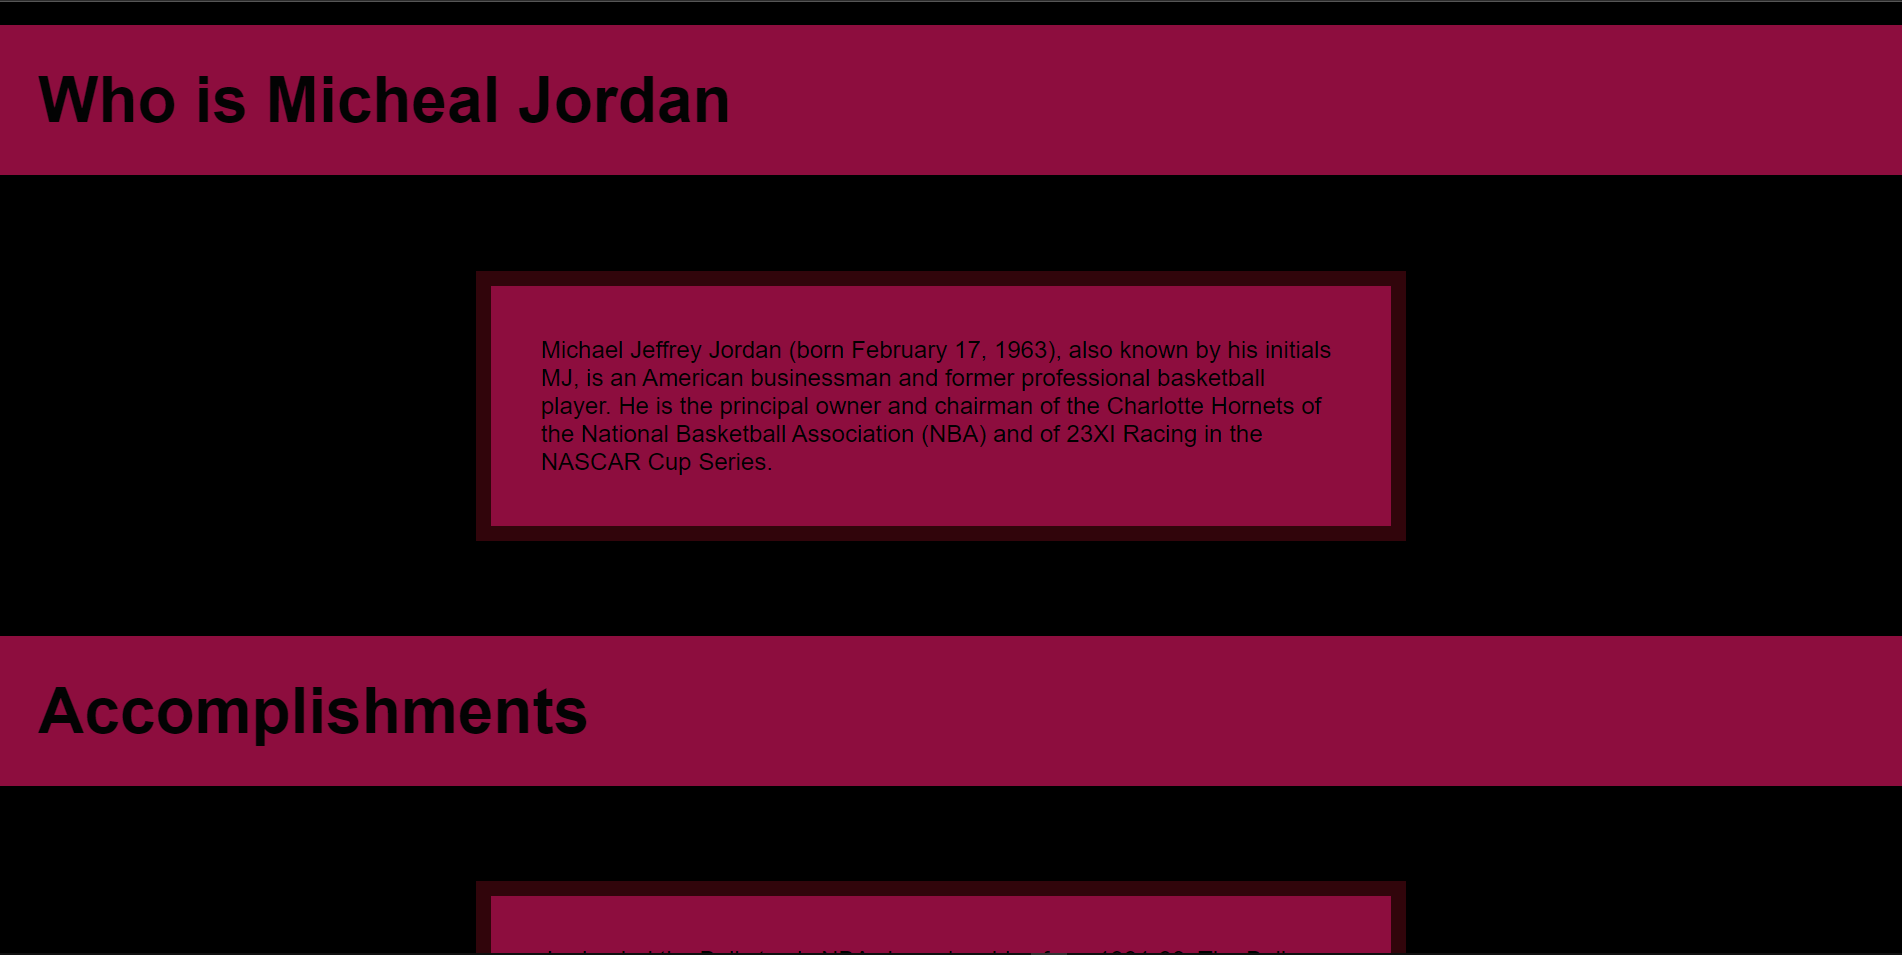 Who is Micheal Jordan
Michael Jeffrey Jordan (born February 17, 1963), also known by his initials
MJ, is an American businessman and former professional basketball
player. He is the principal owner and chairman of the Charlotte Hornets of
the National Basketball Association (NBA) and of 23XI Racing in the
NASCAR Cup Series.
Accomplishments